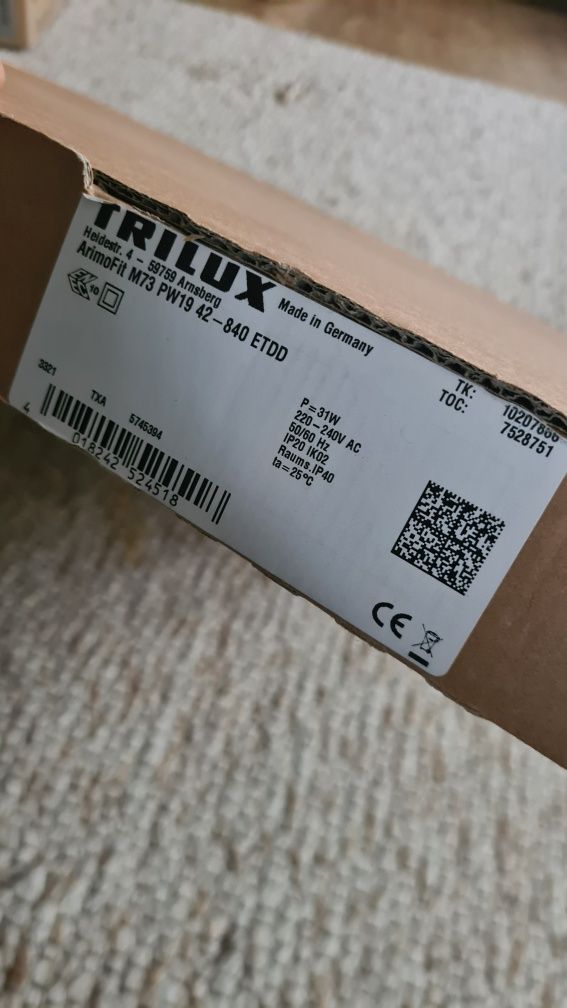 TRILUX
Heidestr. 4 - 59759 Arnsberg
Made in Germany
ArimoFit M73 PW19 42-840 ETDD
TK:
TOC: 7528751
3321 TXA 5745394
4 018242 524518
P=31W
220-240V AC
50/60 Hz
IP20 IK02
Raums.IP40
ta=25°C
CE